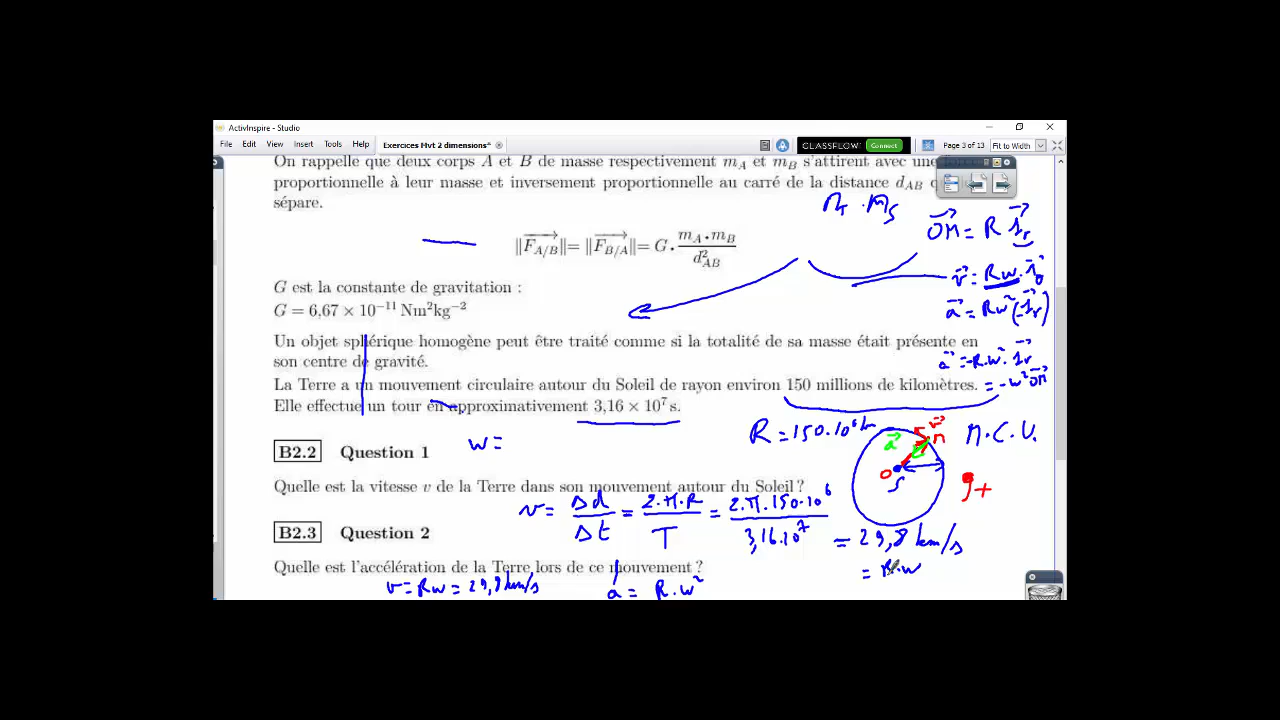 ActivInspire - Studio
File Edit View Insert Tools Help Exercices Mvt 2 dimensions* CLASSFLOW Connect Page 3 of 13 Fit to Width
On rappelle que deux corps A et B de masse respectivement m_A et m_B s'attirent avec une
proportionnelle à leur masse et inversement proportionnelle au carré de la distance d_AB
sépare.
m_T . m_S
OM = R 1r
‖F_A/B‖ = ‖F_B/A‖ = G • m_A • m_B / d²_AB
v = Rw . 1θ
G est la constante de gravitation :
a = Rw² (-1r)
G = 6,67 × 10⁻¹¹ Nm²kg⁻²
Un objet sphérique homogène peut être traité comme si la totalité de sa masse était présente en
son centre de gravité.
a = -R.w². 1r
= -w² OM
La Terre a un mouvement circulaire autour du Soleil de rayon environ 150 millions de kilomètres.
Elle effectue un tour en approximativement 3,16 × 10⁷ s.
R = 150.10⁶ km
a v M
M.C.U.
w =
B2.2 Question 1
O S
+
Quelle est la vitesse v de la Terre dans son mouvement autour du Soleil ?
v = Δd / Δt = 2.π.R / T = 2.π.150.10⁶ / 3,16.10⁷ = 29,8 km/s
= R.w
B2.3 Question 2
Quelle est l'accélération de la Terre lors de ce mouvement ?
v = Rw = 29,8 km/s a = R.w²